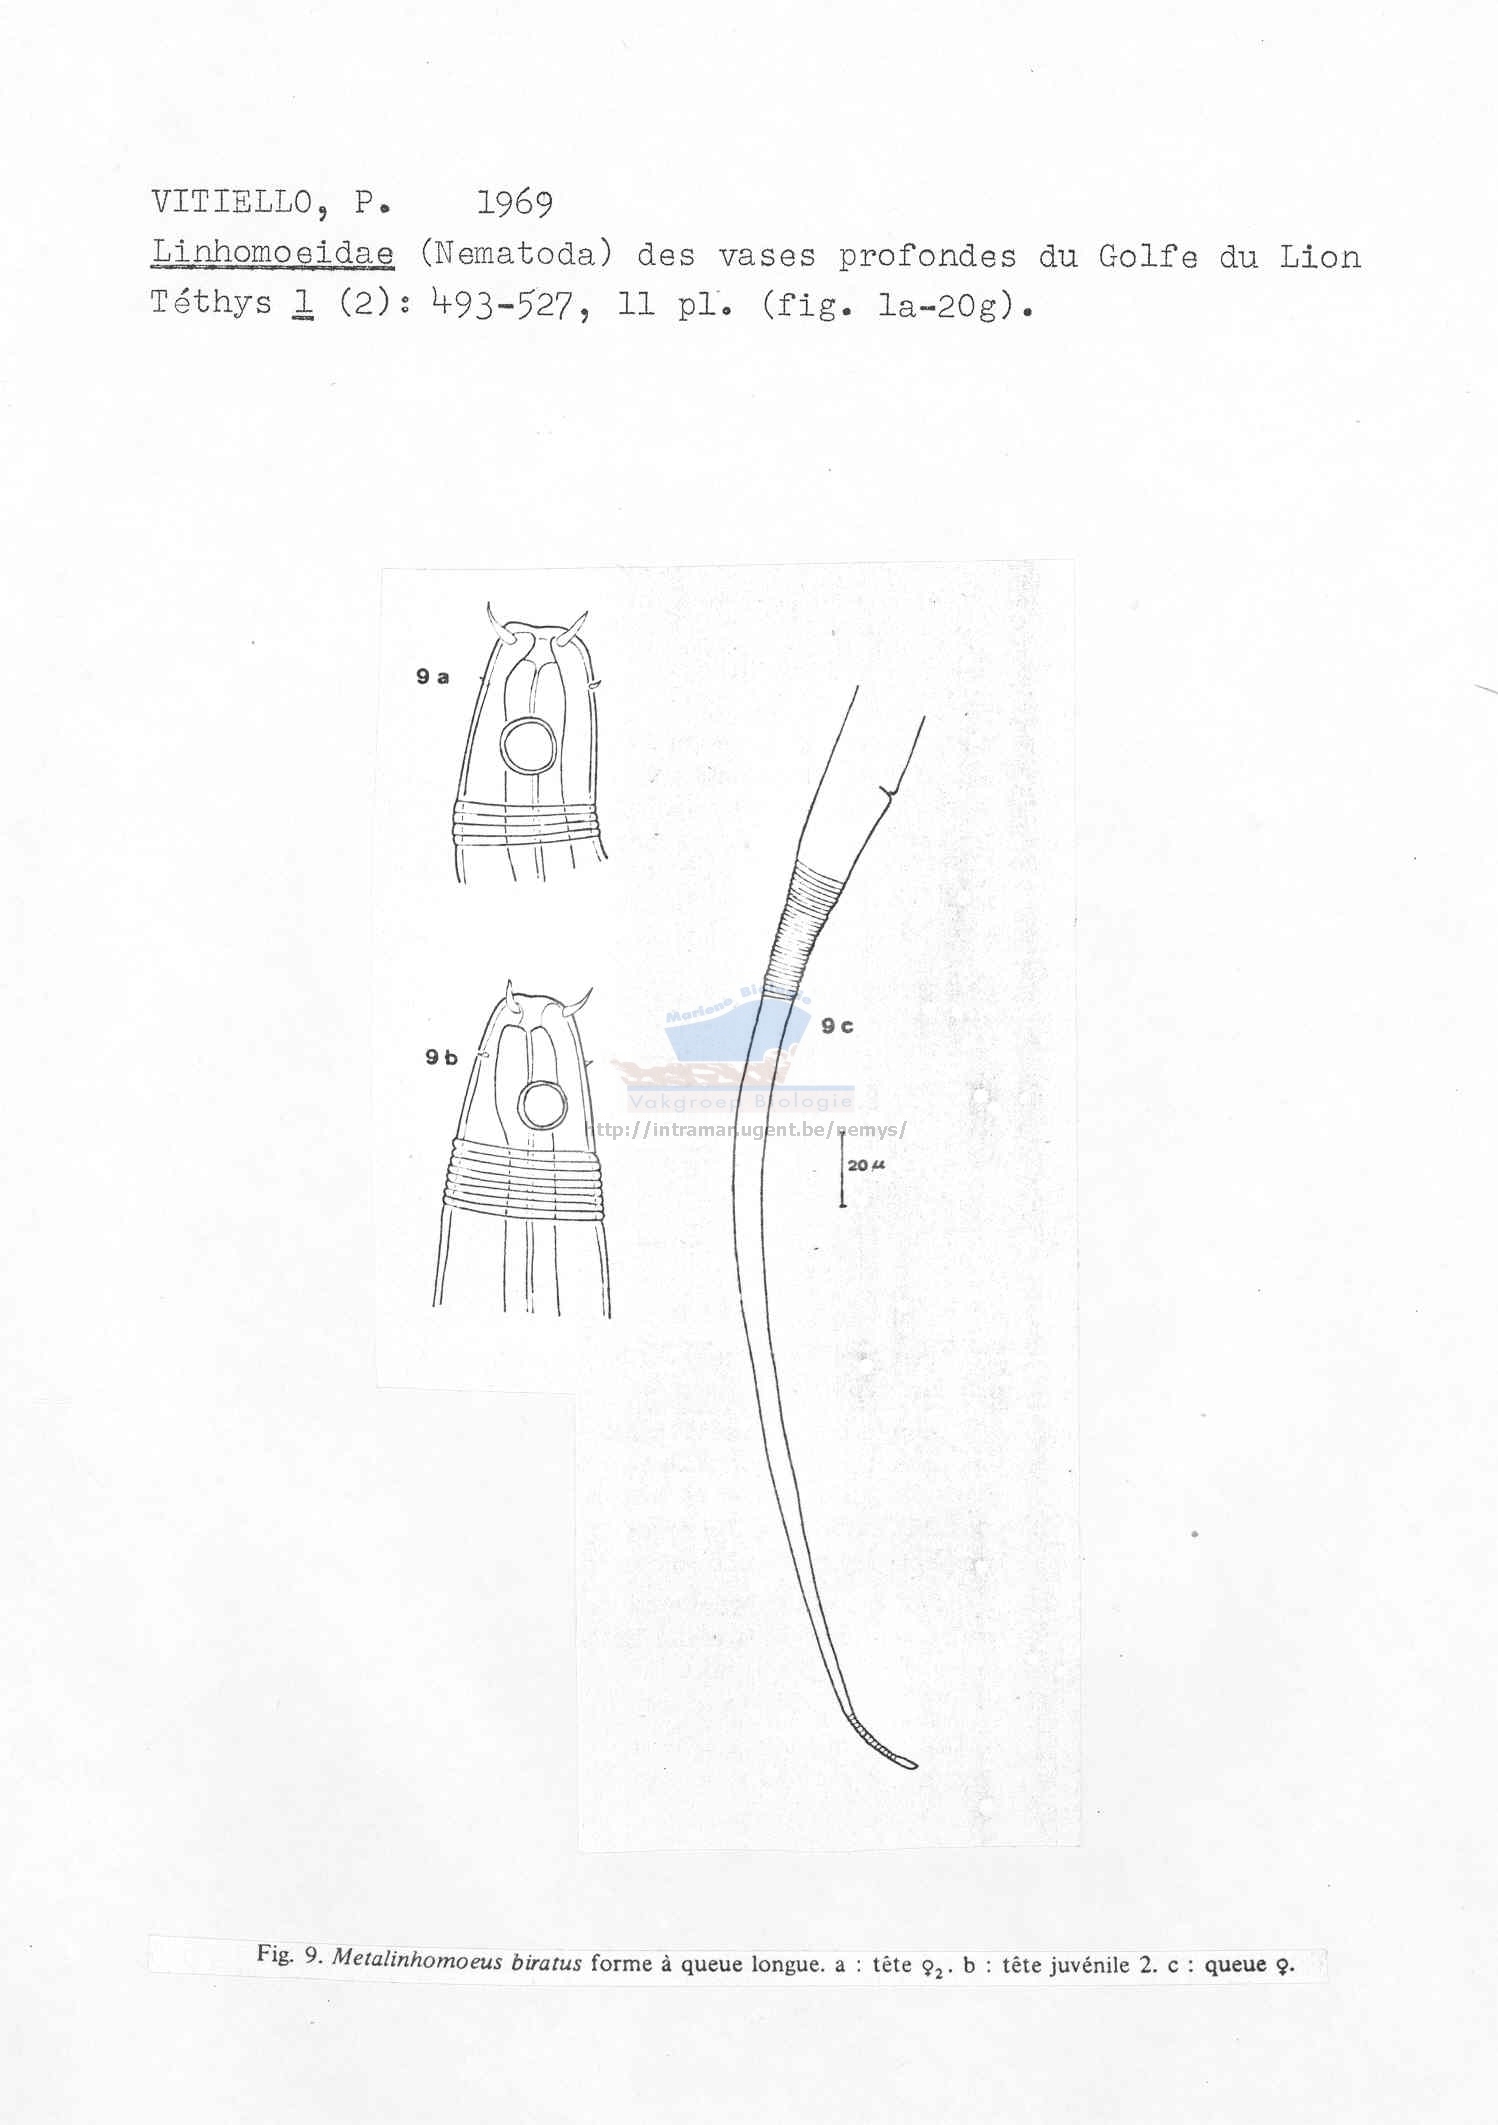 VITIELLO, P. 1969
Linhomoeidae (Nematoda) des vases profondes du Golfe du Lion
Téthys 1 (2): 493-527, 11 pl. (fig. 1a-20g).
9 a
9 b
9 c
Mariene Biologie
Vakgroep Biologie
http://intramar.ugent.be/nemys/
20 µ
Fig. 9. Metalinhomoeus biratus forme à queue longue. a : tête ♀2. b : tête juvénile 2. c : queue ♀.